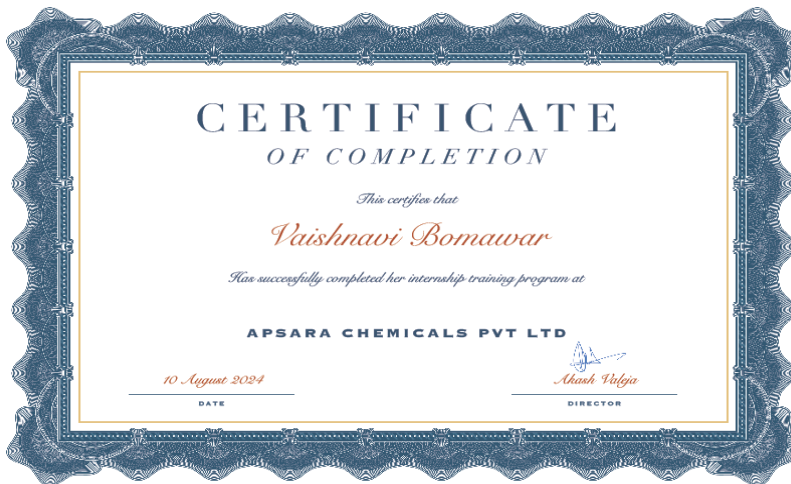 CERTIFICATE
OF COMPLETION
This certifies that
Vaishnavi Bomawar
Has successfully completed her internship training program at
APSARA CHEMICALS PVT LTD
10 August 2024
Akash Valeja
DATE
DIRECTOR